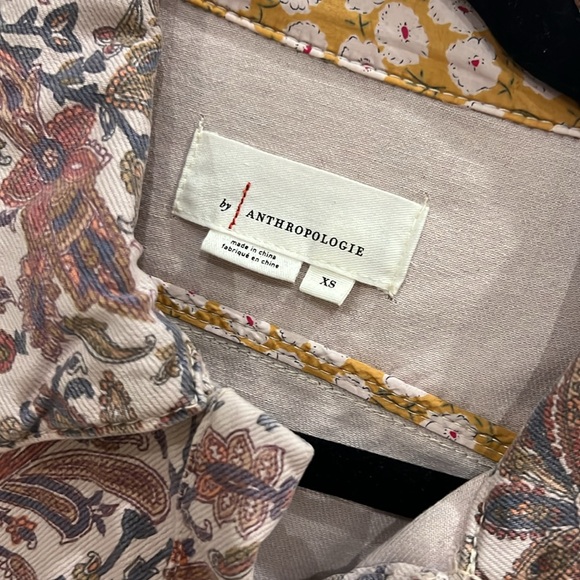 by ANTHROPOLOGIE
made in china
fabriqué en chine
XS